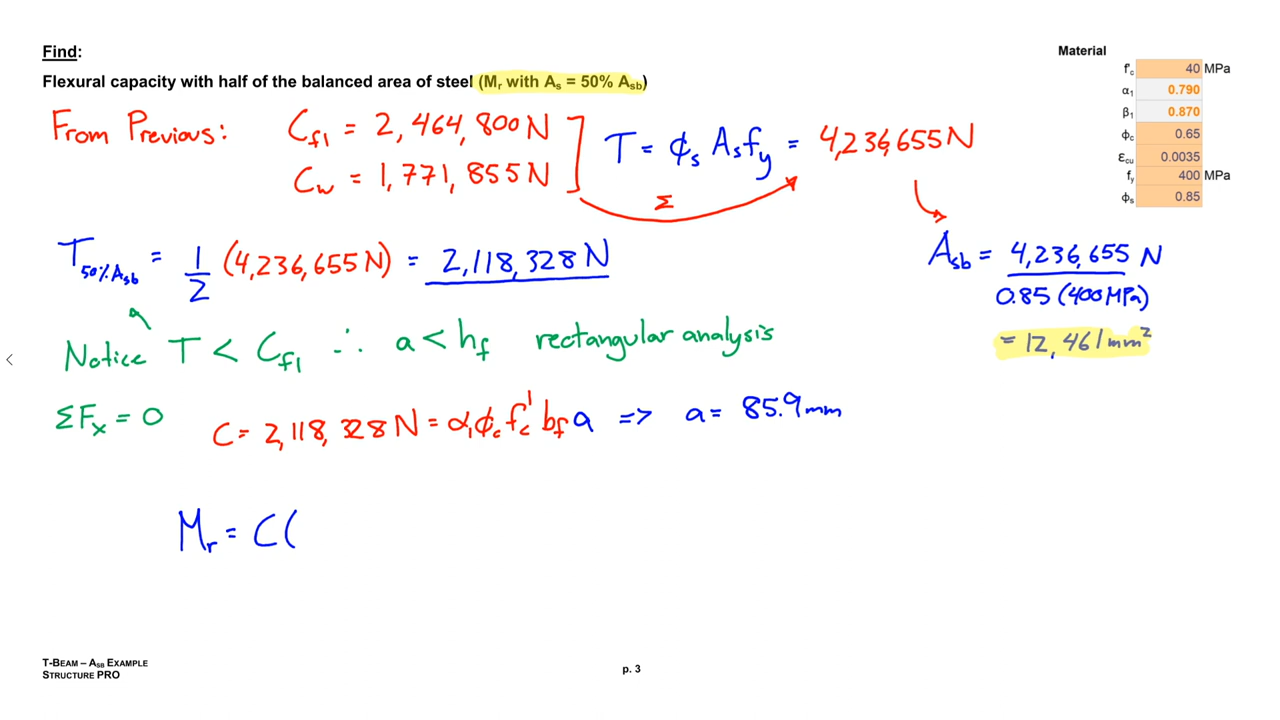 Find:
Flexural capacity with half of the balanced area of steel (Mr with As = 50% Asb)
Material
f'c 40 MPa
α1 0.790
β1 0.870
ϕc 0.65
εcu 0.0035
fy 400 MPa
ϕs 0.85
From Previous: Cf1 = 2,464,800 N
Cw = 1,771,855 N
T = ϕs As fy = 4,236,655 N
Σ
T50% Asb = 1/2 (4,236,655 N) = 2,118,328 N
Asb = 4,236,655 N
0.85 (400 MPa)
= 12,461 mm²
Notice T < Cf1 ∴ a < hf rectangular analysis
ΣFx = 0 C = 2,118,328 N = α1 ϕc f'c bf a => a = 85.9 mm
Mr = C(
T-BEAM – ASB EXAMPLE
STRUCTURE PRO
p. 3